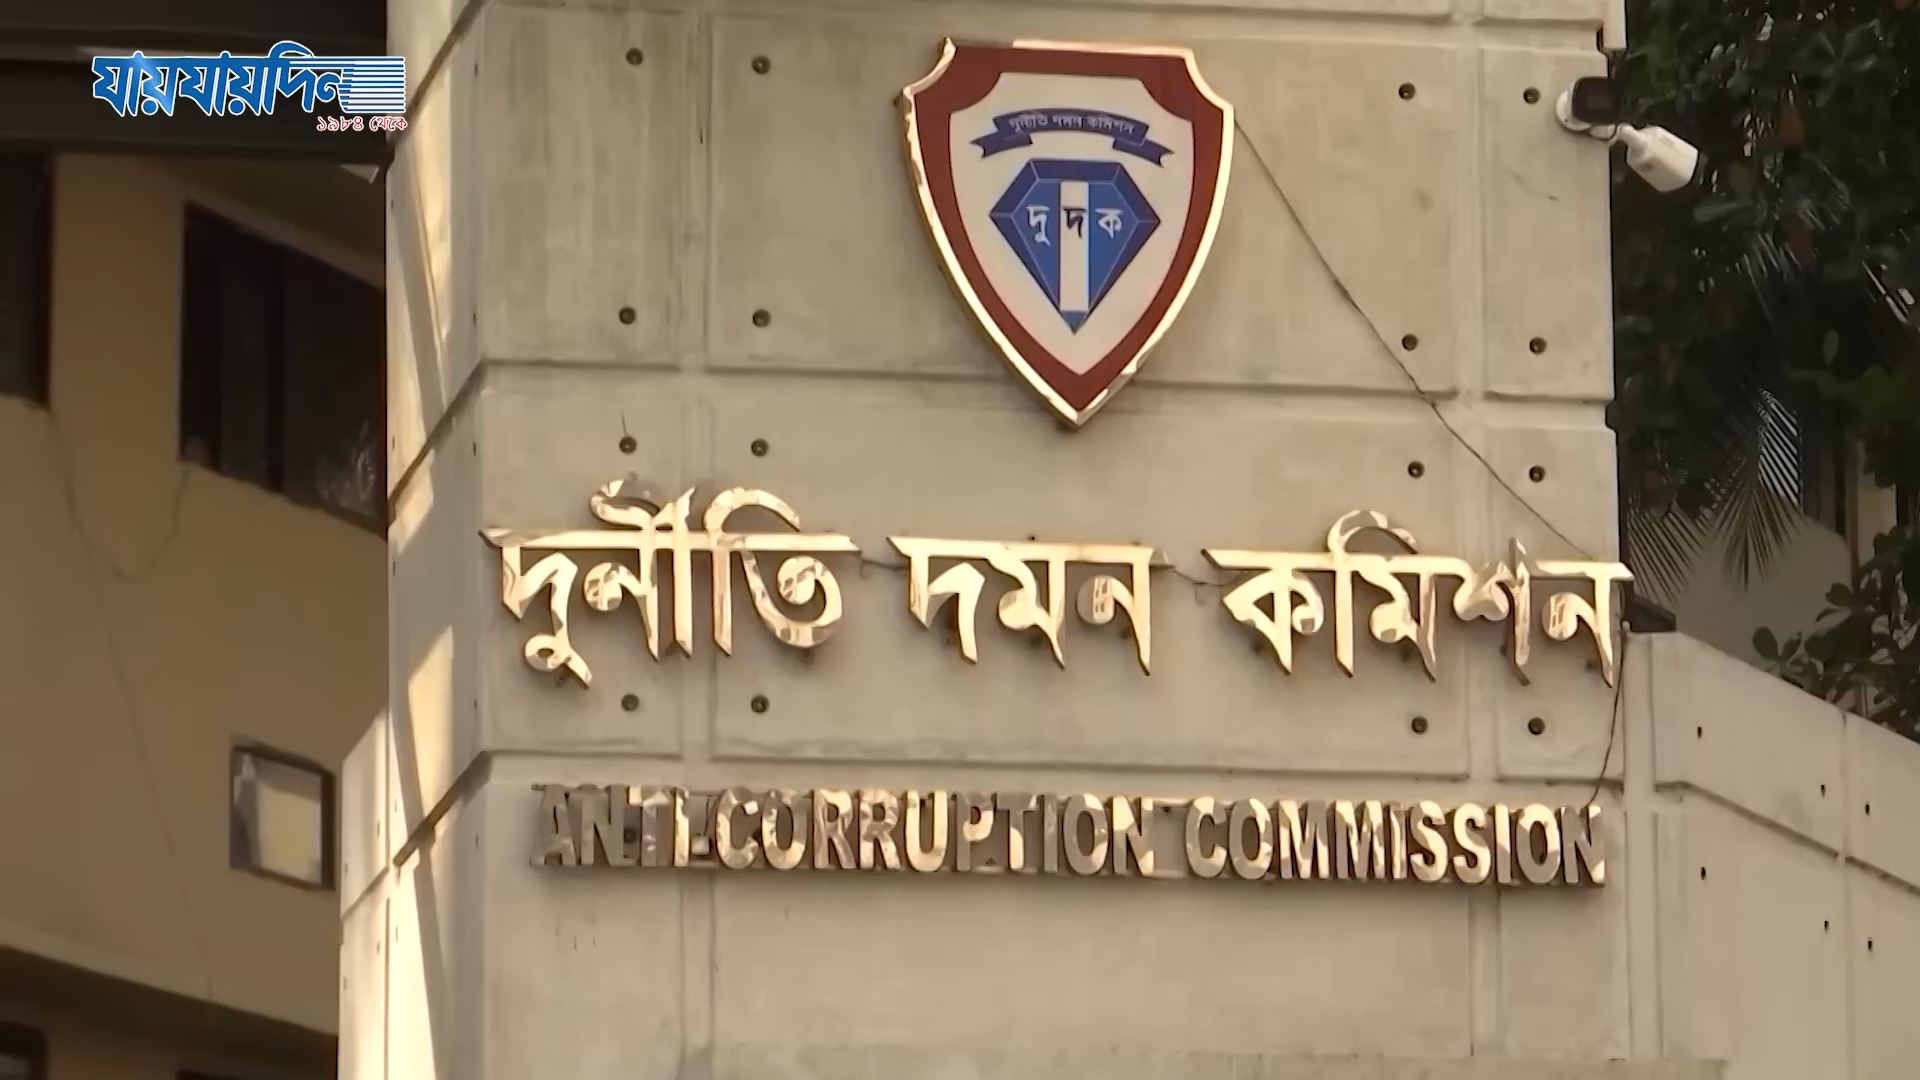 যায়যায়দিন
১৯৮৪ থেকে
দুর্নীতি দমন কমিশন
দুদক
দুর্নীতি দমন কমিশন
ANTI-CORRUPTION COMMISSION